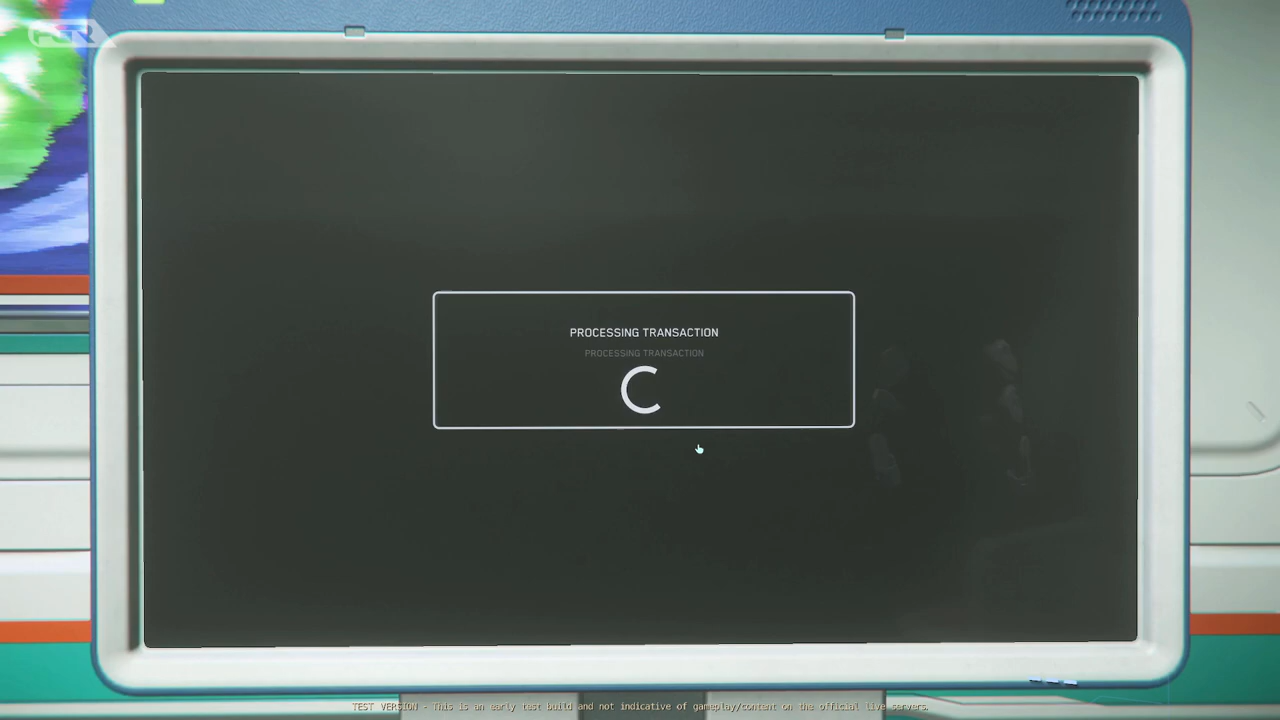 PROCESSING TRANSACTION
PROCESSING TRANSACTION
TEST VERSION - This is an early test build and not indicative of gameplay/content on the official live servers.